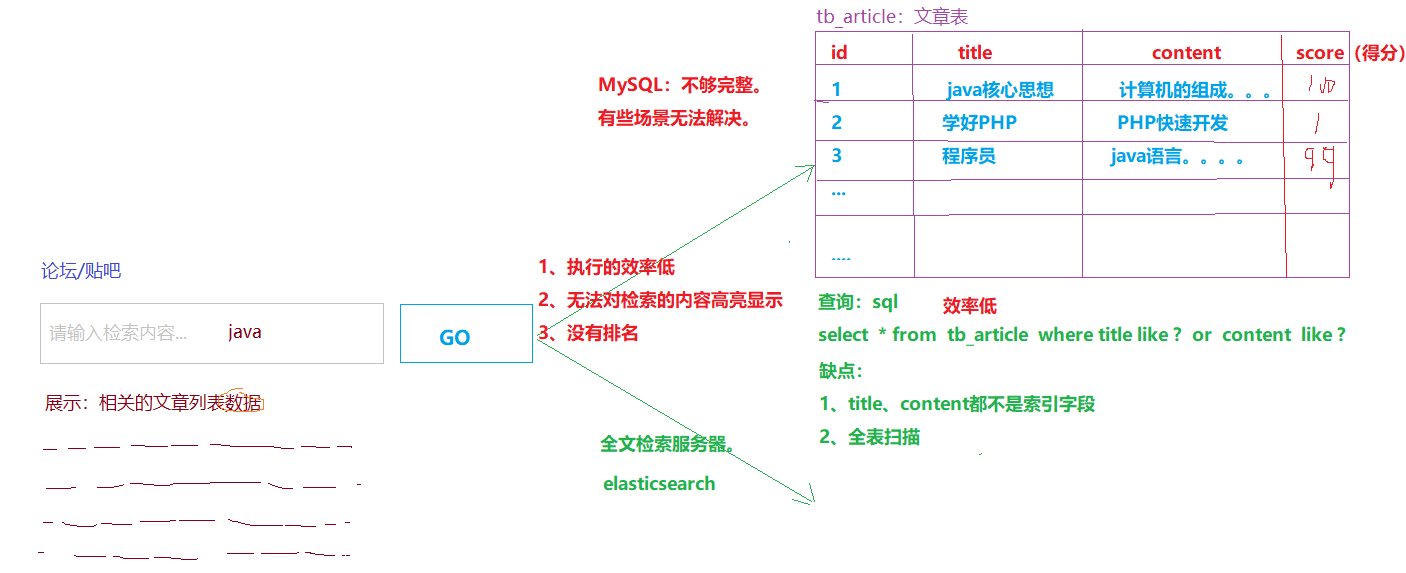 tb_article：文章表
id title content score（得分）
1 java核心思想 计算机的组成。。。 100
2 学好PHP PHP快速开发 1
3 程序员 java语言。。。。 99
...
....
MySQL：不够完整。
有些场景无法解决。
论坛/贴吧
请输入检索内容... java
GO
1、执行的效率低
2、无法对检索的内容高亮显示
3、没有排名
展示：相关的文章列表数据
全文检索服务器。
elasticsearch
查询：sql 效率低
select * from tb_article where title like ? or content like ?
缺点：
1、title、content都不是索引字段
2、全表扫描